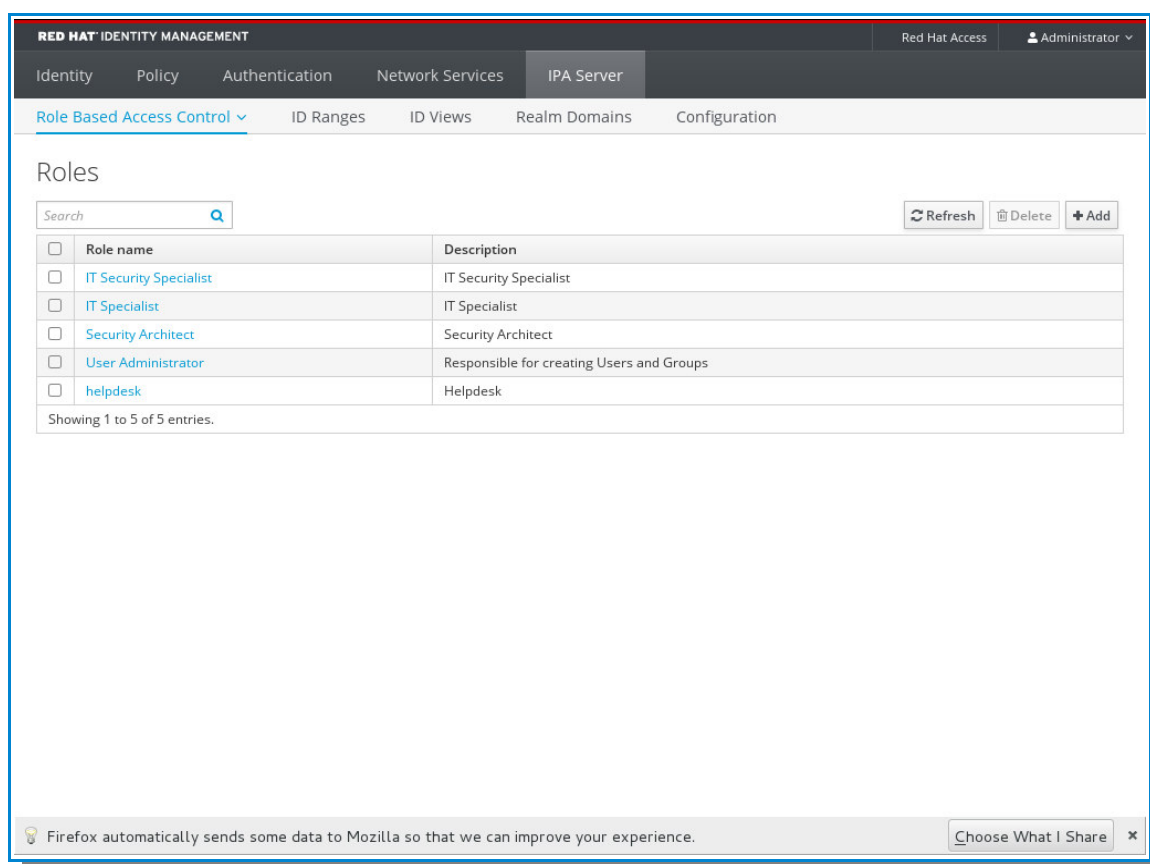 RED HAT IDENTITY MANAGEMENT Red Hat Access Administrator
Identity Policy Authentication Network Services IPA Server
Role Based Access Control ID Ranges ID Views Realm Domains Configuration
Roles
Search Refresh Delete Add
Role name Description
IT Security Specialist IT Security Specialist
IT Specialist IT Specialist
Security Architect Security Architect
User Administrator Responsible for creating Users and Groups
helpdesk Helpdesk
Showing 1 to 5 of 5 entries.
Firefox automatically sends some data to Mozilla so that we can improve your experience. Choose What I Share